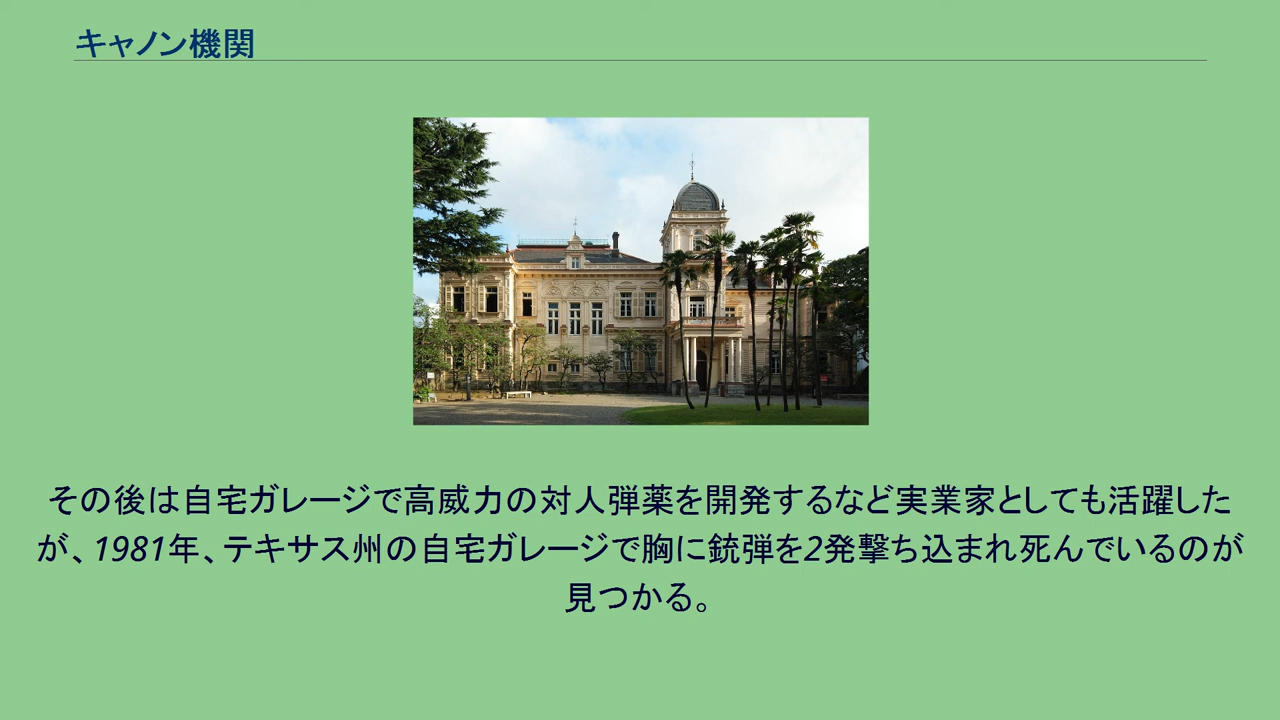 キャノン機関
その後は自宅ガレージで高威力の対人弾薬を開発するなど実業家としても活躍した
が、1981年、テキサス州の自宅ガレージで胸に銃弾を2発撃ち込まれ死んでいるのが
見つかる。